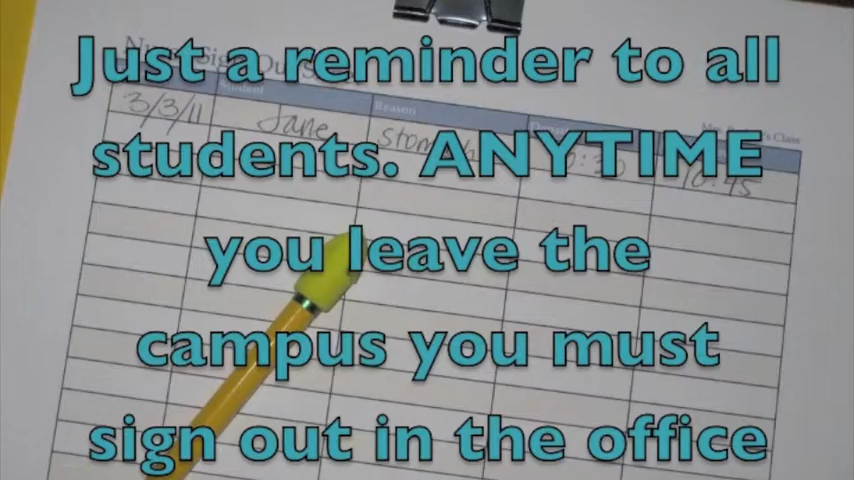 Just a reminder to all
students. ANYTIME
you leave the
campus you must
sign out in the office
Student
Reason
3/3/11 Jane 10:45